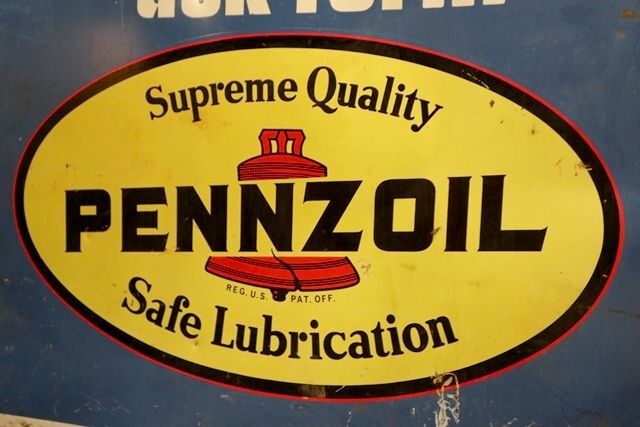 Supreme Quality
PENNZOIL
REG. U.S. PAT. OFF.
Safe Lubrication